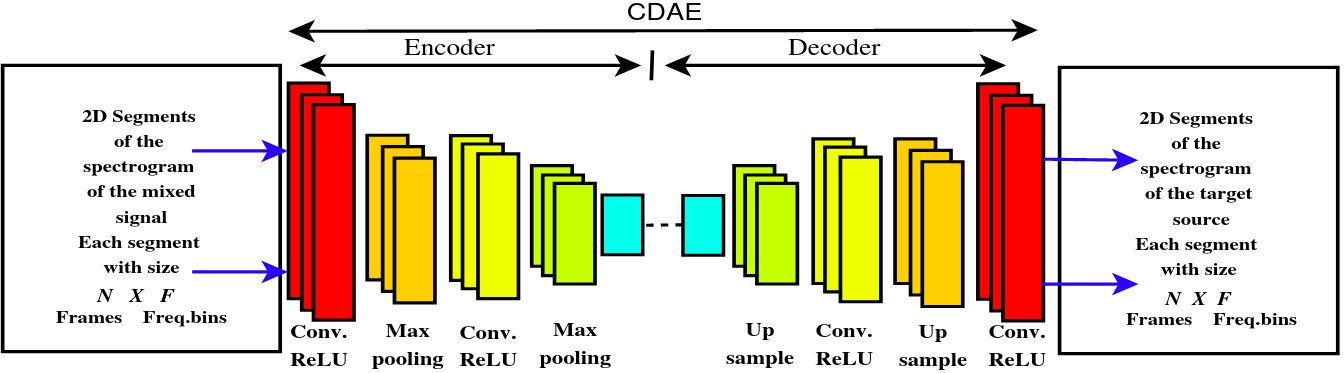 CDAE
Encoder
Decoder
2D Segments
of the
spectrogram
of the mixed
signal
Each segment
with size
N X F
Frames Freq.bins
Conv.
ReLU
Max
pooling
Conv.
ReLU
Max
pooling
Up
sample
Conv.
ReLU
Up
sample
Conv.
ReLU
2D Segments
of the
spectrogram
of the target
source
Each segment
with size
N X F
Frames Freq.bins